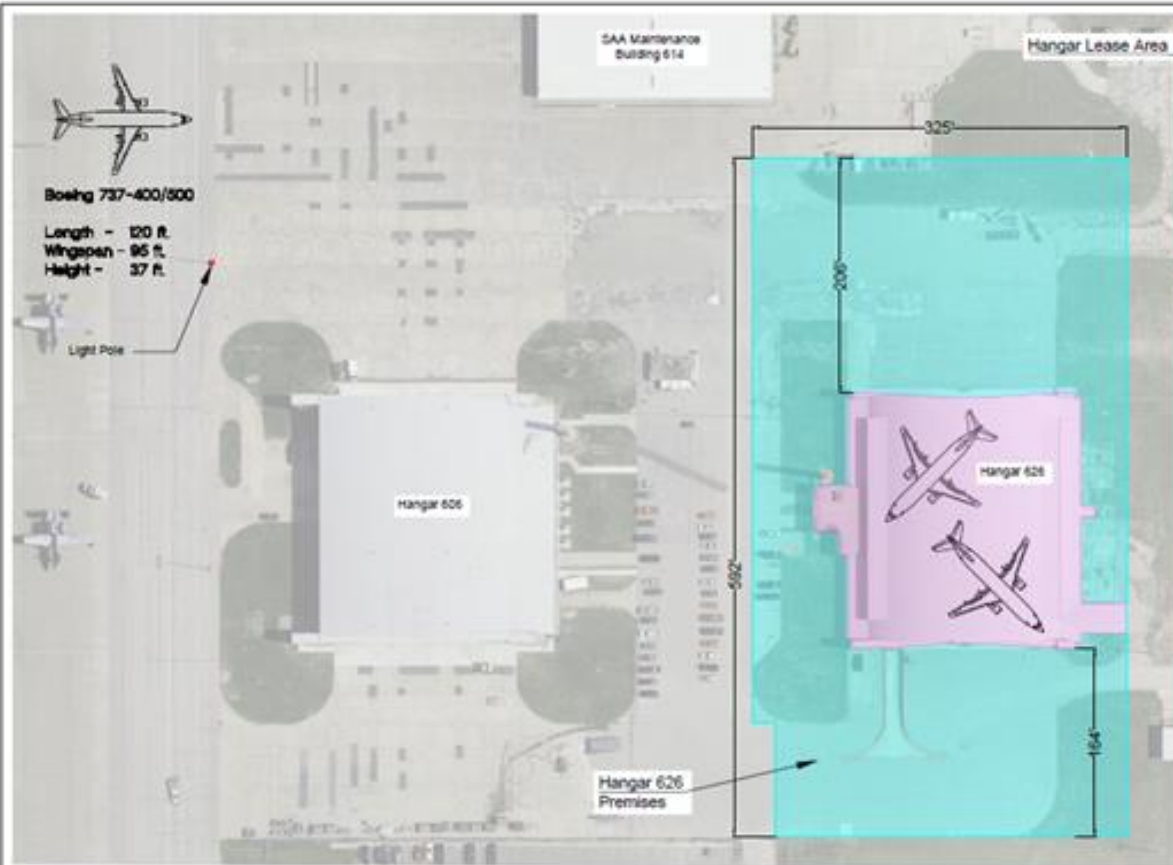 SAA Maintenance
Building 614
Hangar Lease Area
325'
Boeing 737-400/500
Length - 120 ft.
Wingspan - 95 ft.
Height - 37 ft.
206'
Light Pole
Hangar 626
Hangar 606
592'
164'
Hangar 626
Premises